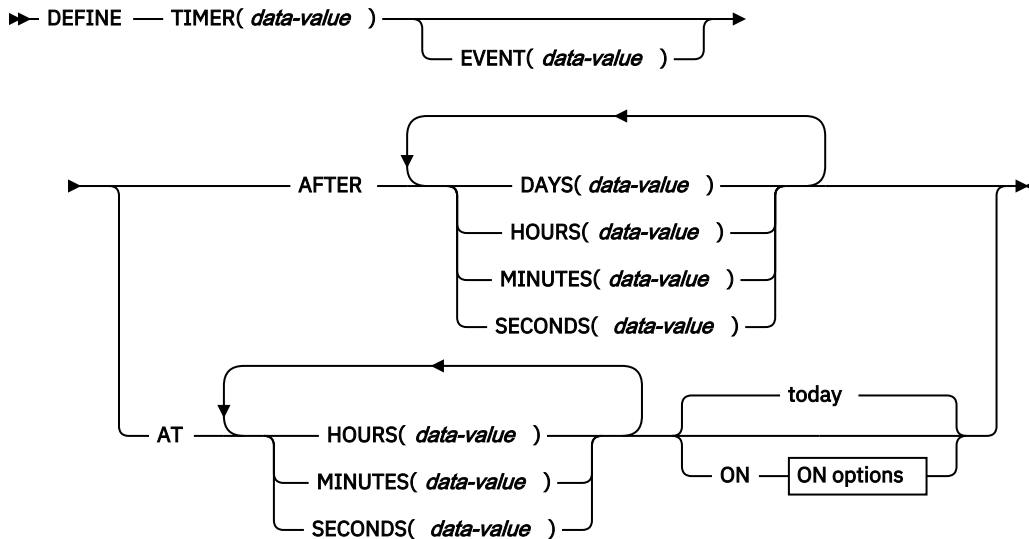 DEFINE TIMER( data-value )
EVENT( data-value )
AFTER DAYS( data-value )
HOURS( data-value )
MINUTES( data-value )
SECONDS( data-value )
today
AT HOURS( data-value )
MINUTES( data-value )
ON ON options
SECONDS( data-value )